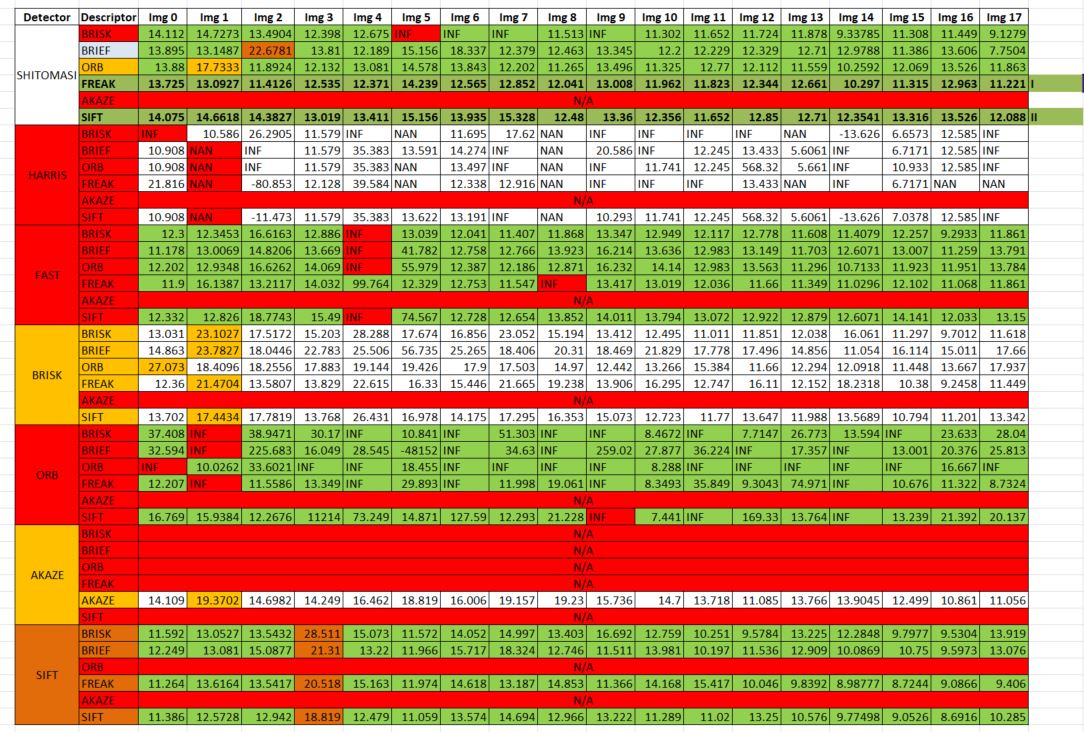 Detector Descriptor Img 0 Img 1 Img 2 Img 3 Img 4 Img 5 Img 6 Img 7 Img 8 Img 9 Img 10 Img 11 Img 12 Img 13 Img 14 Img 15 Img 16 Img 17
BRISK 14.112 14.7273 13.4904 12.398 12.675 INF INF INF 11.513 INF 11.302 11.652 11.724 11.878 9.33785 11.308 11.449 9.1279
BRIEF 13.895 13.1487 22.6781 13.81 12.189 15.156 18.337 12.379 12.463 13.345 12.2 12.229 12.329 12.71 12.9788 11.386 13.606 7.7504
ORB 13.88 17.7333 11.8924 12.132 13.081 14.578 13.843 12.202 11.265 13.496 11.325 12.77 12.112 11.559 10.2592 12.069 13.526 11.863
SHITOMASI FREAK 13.725 13.0927 11.4126 12.535 12.371 14.239 12.565 12.852 12.041 13.008 11.962 11.823 12.344 12.661 10.297 11.315 12.963 11.221 I
AKAZE N/A
SIFT 14.075 14.6618 14.3827 13.019 13.411 15.156 13.935 15.328 12.48 13.36 12.356 11.652 12.85 12.71 12.3541 13.316 13.526 12.088 II
BRISK INF 10.586 26.2905 11.579 INF NAN 11.695 17.62 NAN INF INF INF INF NAN -13.626 6.6573 12.585 INF
BRIEF 10.908 NAN INF 11.579 35.383 13.591 14.274 INF NAN 20.586 INF 12.245 13.433 5.6061 INF 6.7171 12.585 INF
HARRIS ORB 10.908 NAN INF 11.579 35.383 NAN 13.497 INF NAN INF 11.741 12.245 568.32 5.661 INF 10.933 12.585 INF
FREAK 21.816 NAN -80.853 12.128 39.584 NAN 12.338 12.916 NAN INF INF INF 13.433 NAN INF 6.7171 NAN NAN
AKAZE N/A
SIFT 10.908 NAN -11.473 11.579 35.383 13.622 13.191 INF NAN 10.293 11.741 12.245 568.32 5.6061 -13.626 7.0378 12.585 INF
BRISK 12.3 12.3453 16.6163 12.886 INF 13.039 12.041 11.407 11.868 13.347 12.949 12.117 12.778 11.608 11.4079 12.257 9.2933 11.861
BRIEF 11.178 13.0069 14.8206 13.669 INF 41.782 12.758 12.766 13.923 16.214 13.636 12.983 13.149 11.703 12.6071 13.007 11.259 13.791
FAST ORB 12.202 12.9348 16.6262 14.069 INF 55.979 12.387 12.186 12.871 16.232 14.14 12.983 13.563 11.296 10.7133 11.923 11.951 13.784
FREAK 11.9 16.1387 13.2117 14.032 99.764 12.329 12.753 11.547 INF 13.417 13.019 12.036 11.66 11.349 11.0296 12.102 11.068 11.861
AKAZE N/A
SIFT 12.332 12.826 18.7743 15.49 INF 74.567 12.728 12.654 13.852 14.011 13.794 13.072 12.922 12.879 12.6071 14.141 12.033 13.15
BRISK 13.031 23.1027 17.5172 15.203 28.288 17.674 16.856 23.052 15.194 13.412 12.495 11.011 11.851 12.038 16.061 11.297 9.7012 11.618
BRIEF 14.863 23.7827 18.0446 22.783 25.506 56.735 25.265 18.406 20.31 18.469 21.829 17.778 17.496 14.856 11.054 16.114 15.011 17.66
BRISK ORB 27.073 18.4096 18.2556 17.883 19.144 19.426 17.9 17.503 14.97 12.442 13.266 15.384 11.66 12.294 12.0918 11.448 13.667 17.937
FREAK 12.36 21.4704 13.5807 13.829 22.615 16.33 15.446 21.665 19.238 13.906 16.295 12.747 16.11 12.152 18.2318 10.38 9.2458 11.449
AKAZE N/A
SIFT 13.702 17.4434 17.7819 13.768 26.431 16.978 14.175 17.295 16.353 15.073 12.723 11.77 13.647 11.988 13.5689 10.794 11.201 13.342
BRISK 37.408 INF 38.9471 30.17 INF 10.841 INF 51.303 INF INF 8.4672 INF 7.7147 26.773 13.594 INF 23.633 28.04
BRIEF 32.594 INF 225.683 16.049 28.545 -48152 INF 34.63 INF 259.02 27.877 36.224 INF 17.357 INF 13.001 20.376 25.813
ORB ORB INF 10.0262 33.6021 INF INF 18.455 INF INF INF INF 8.288 INF INF INF INF INF 16.667 INF
FREAK 12.207 INF 11.5586 13.349 INF 29.893 INF 11.998 19.061 INF 8.3493 35.849 9.3043 74.971 INF 10.676 11.322 8.7324
AKAZE N/A
SIFT 16.769 15.9384 12.2676 11214 73.249 14.871 127.59 12.293 21.228 INF 7.441 INF 169.33 13.764 INF 13.239 21.392 20.137
BRISK N/A
BRIEF N/A
ORB N/A
AKAZE FREAK N/A
AKAZE 14.109 19.3702 14.6982 14.249 16.462 18.819 16.006 19.157 19.23 15.736 14.7 13.718 11.085 13.766 13.9045 12.499 10.861 11.056
SIFT N/A
BRISK 11.592 13.0527 13.5432 28.511 15.073 11.572 14.052 14.997 13.403 16.692 12.759 10.251 9.5784 13.225 12.2848 9.7977 9.5304 13.919
BRIEF 12.249 13.081 15.0877 21.31 13.22 11.966 15.717 18.324 12.746 11.511 13.981 10.197 11.536 12.909 10.0869 10.75 9.5973 13.076
SIFT ORB N/A
FREAK 11.264 13.6164 13.5417 20.518 15.163 11.974 14.618 13.187 14.853 11.366 14.168 15.417 10.046 9.8392 8.98777 8.7244 9.0866 9.406
AKAZE N/A
SIFT 11.386 12.5728 12.942 18.819 12.479 11.059 13.574 14.694 12.966 13.222 11.289 11.02 13.25 10.576 9.77498 9.0526 8.6916 10.285